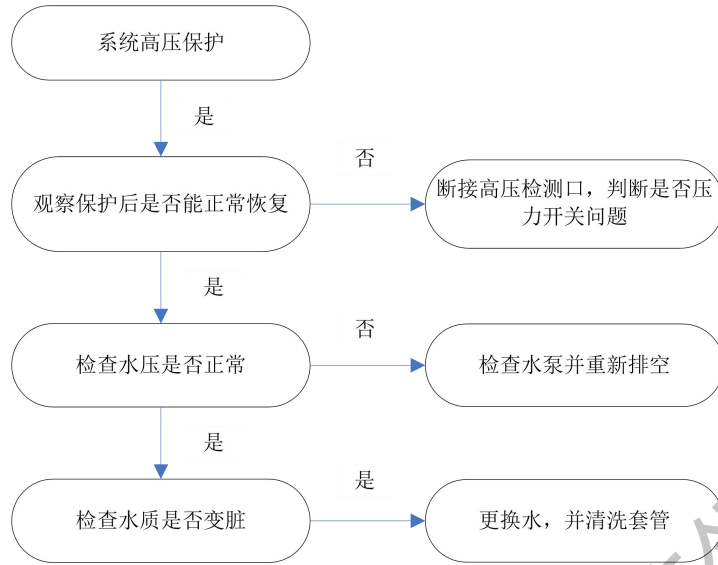 系统高压保护
是
否
观察保护后是否能正常恢复
断接高压检测口，判断是否压
力开关问题
是
否
检查水压是否正常
检查水泵并重新排空
是
是
检查水质是否变脏
更换水，并清洗套管